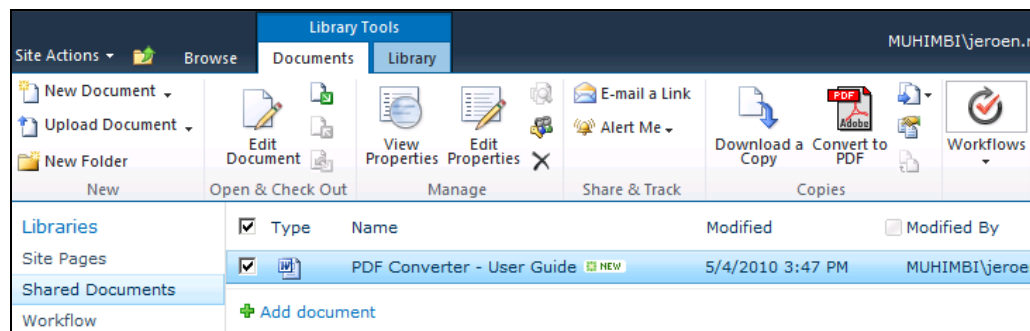 Library Tools
MUHIMBI\jeroen.
Site Actions Browse Documents Library
New Document
Upload Document
New Folder
New
Edit Document
Open & Check Out
View Properties
Edit Properties
Manage
E-mail a Link
Alert Me
Share & Track
Download a Copy
PDF
Adobe
Convert to PDF
Copies
Workflows
Libraries
Site Pages
Shared Documents
Workflow
Type Name Modified Modified By
PDF Converter - User Guide NEW 5/4/2010 3:47 PM MUHIMBI\jeroe
Add document